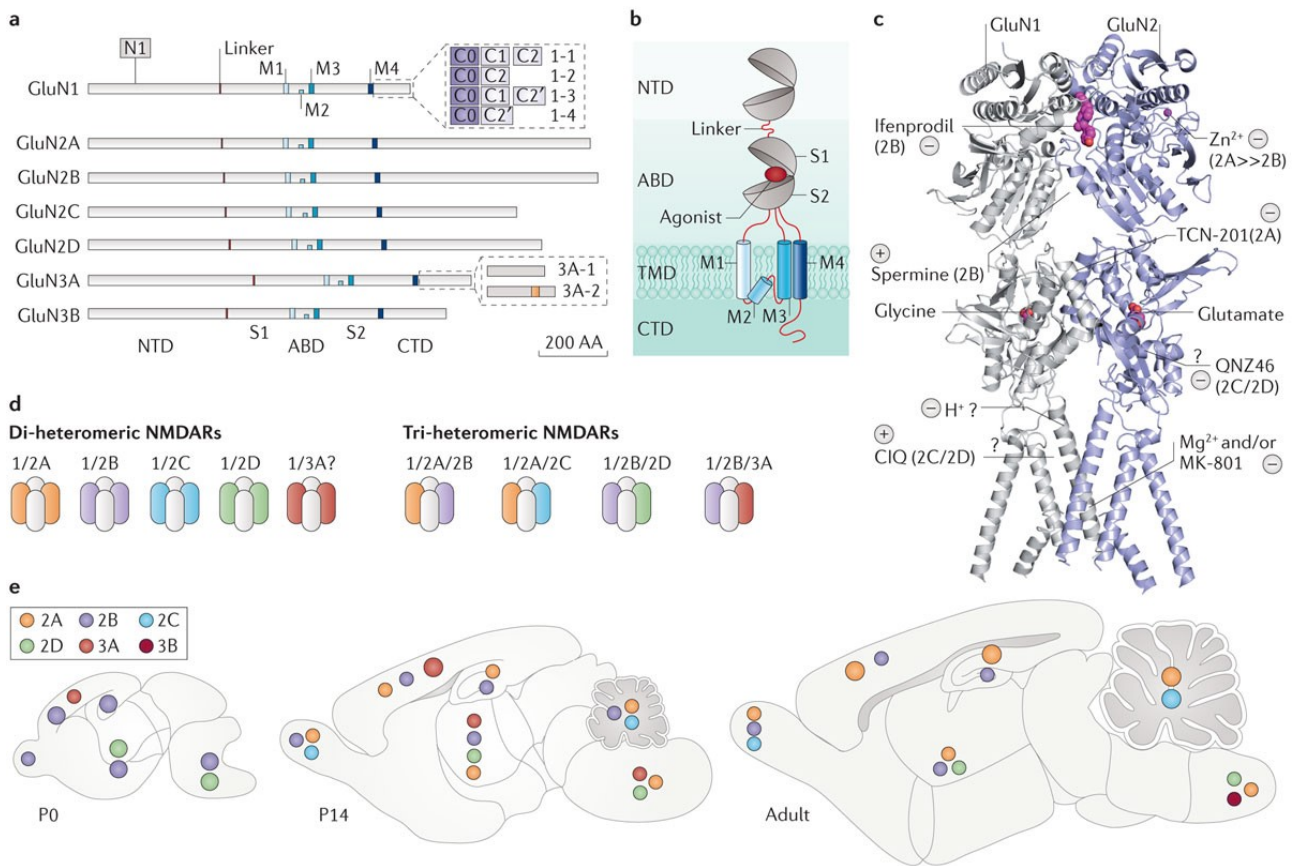 a
N1
Linker
M1
M3
M4
GluN1
M2
C0 C1 C2 1-1
C0 C2 1-2
C0 C1 C2′ 1-3
C0 C2′ 1-4
GluN2A
GluN2B
GluN2C
GluN2D
GluN3A
3A-1
3A-2
GluN3B
NTD
S1
ABD
S2
CTD
200 AA
b
NTD
Linker
S1
ABD
S2
Agonist
M1
M4
TMD
M2
M3
CTD
c
GluN1
GluN2
Ifenprodil
(2B) −
Zn2+ −
(2A>>2B)
−
TCN-201(2A)
+
Spermine (2B)
Glycine
Glutamate
?
QNZ46
− (2C/2D)
− H+ ?
+
CIQ (2C/2D)
?
Mg2+ and/or
MK-801 −
d
Di-heteromeric NMDARs
1/2A 1/2B 1/2C 1/2D 1/3A?
Tri-heteromeric NMDARs
1/2A/2B 1/2A/2C 1/2B/2D 1/2B/3A
e
2A 2B 2C
2D 3A 3B
P0
P14
Adult